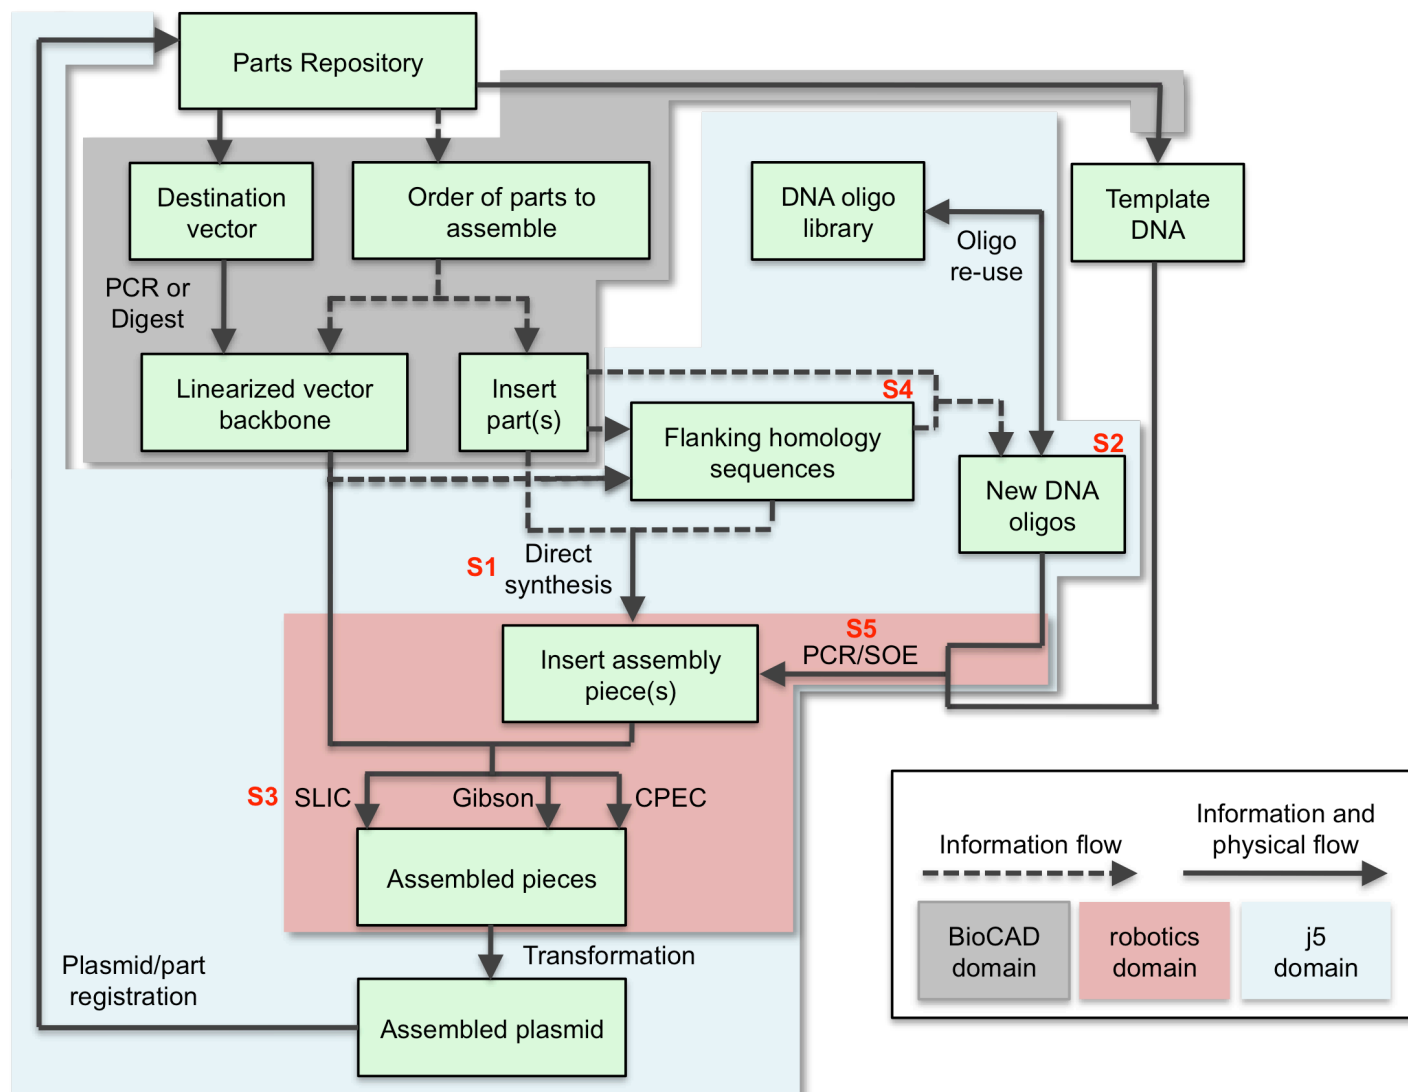 Parts Repository
Destination
vector
Order of parts to
assemble
DNA oligo
library
Template
DNA
Oligo
re-use
PCR or
Digest
Linearized vector
backbone
Insert
part(s)
S4
Flanking homology
sequences
S2
New DNA
oligos
S1
Direct
synthesis
S5
PCR/SOE
Insert assembly
piece(s)
S3
SLIC
Gibson
CPEC
Assembled pieces
Transformation
Plasmid/part
registration
Assembled plasmid
Information flow
Information and
physical flow
BioCAD
domain
robotics
domain
j5
domain